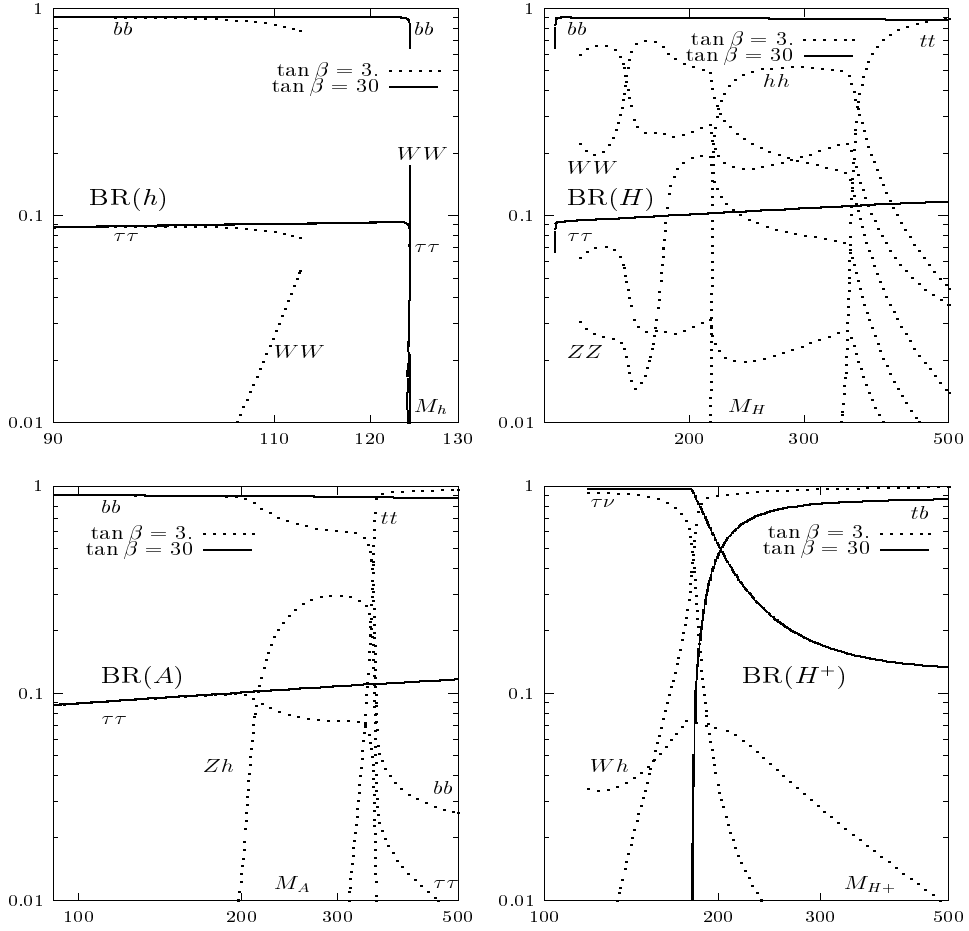 1
bb
bb
tan β = 3.
tan β = 30
WW
BR(h)
0.1
ττ
ττ
WW
M_h
0.01
90
110
120
130
1
bb
tan β = 3.
tan β = 30
tt
hh
WW
BR(H)
0.1
ττ
ZZ
M_H
0.01
200
300
500
1
bb
tt
tan β = 3.
tan β = 30
BR(A)
0.1
ττ
Zh
bb
M_A
ττ
0.01
100
200
300
500
1
τν
tb
tan β = 3.
tan β = 30
BR(H⁺)
0.1
Wh
M_{H+}
0.01
100
200
300
500